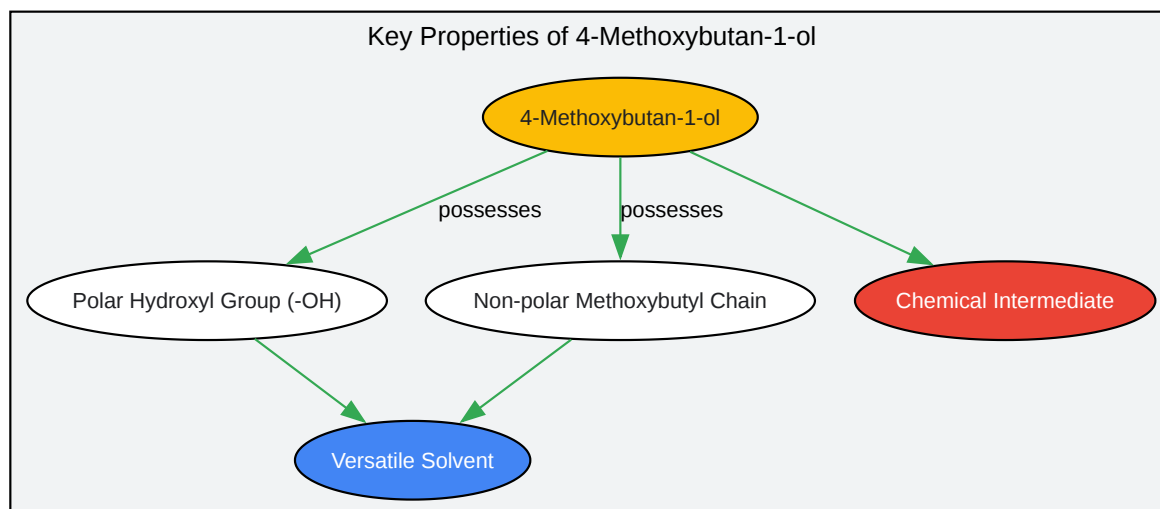 Key Properties of 4-Methoxybutan-1-ol
4-Methoxybutan-1-ol
possesses
possesses
Polar Hydroxyl Group (-OH)
Non-polar Methoxybutyl Chain
Chemical Intermediate
Versatile Solvent